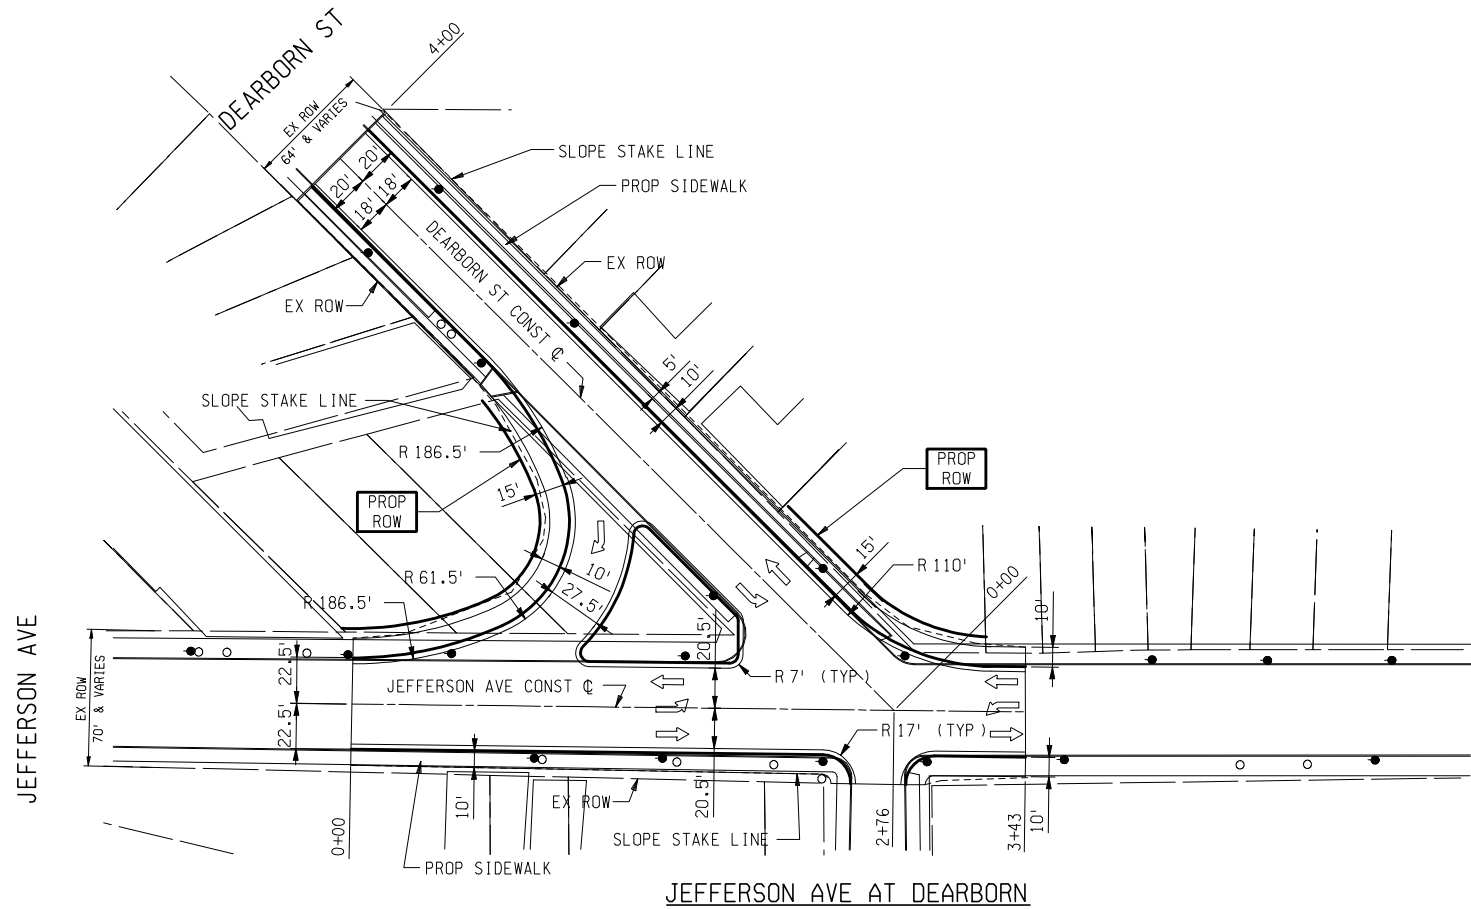 DEARBORN ST
4+00
EX ROW
64' & VARIES
SLOPE STAKE LINE
PROP SIDEWALK
20'
20'
18'
18'
DEARBORN ST CONST ℄
EX ROW
EX ROW
5'
10'
SLOPE STAKE LINE
R 186.5'
PROP
ROW
PROP
ROW
15'
15'
10'
R 61.5'
27.5'
R 186.5'
R 110'
0+00
10'
JEFFERSON AVE
EX ROW
70' & VARIES
22.5'
22.5'
20.5'
20.5'
R 7' (TYP)
JEFFERSON AVE CONST ℄
R 17' (TYP)
10'
EX ROW
SLOPE STAKE LINE
PROP SIDEWALK
0+00
2+76
3+43
10'
JEFFERSON AVE AT DEARBORN